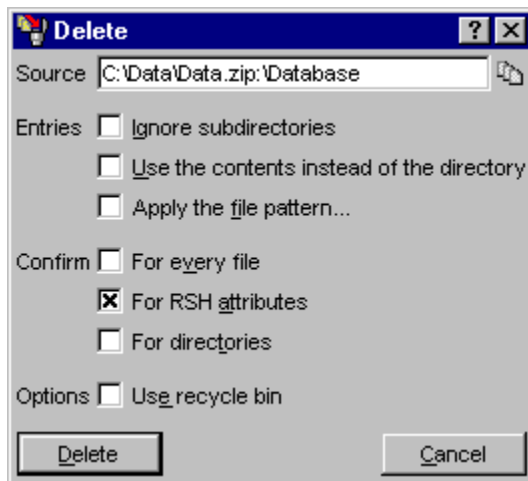 Delete
Source C:\Data\Data.zip:\Database
Entries Ignore subdirectories
Use the contents instead of the directory
Apply the file pattern...
Confirm For every file
For RSH attributes
For directories
Options Use recycle bin
Delete Cancel